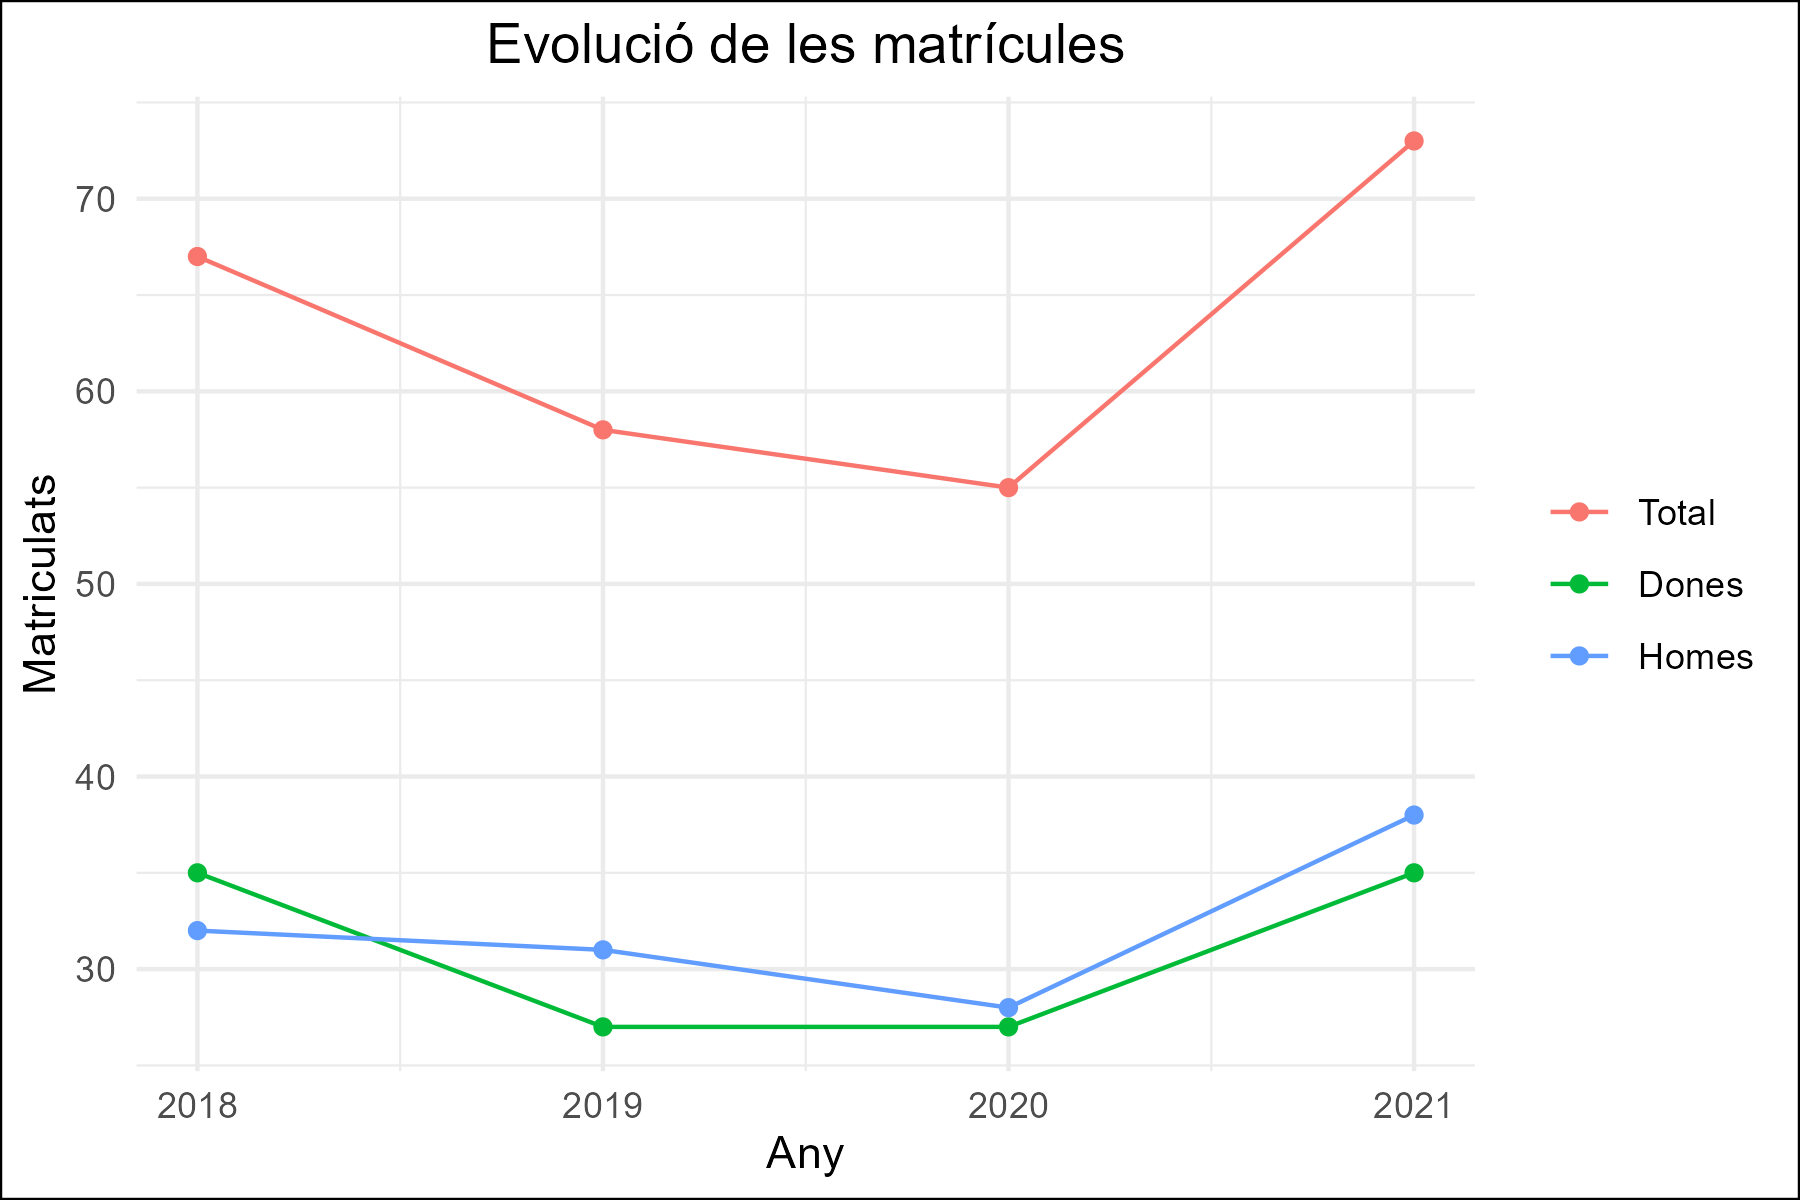 Evolució de les matrícules
70
60
50
40
30
Matriculats
2018 2019 2020 2021
Any
Total
Dones
Homes